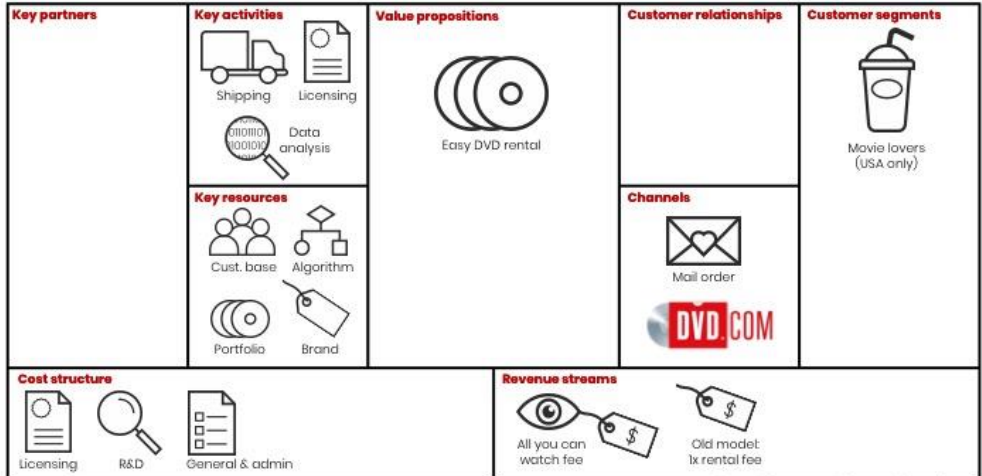 Key partners
Key activities
Shipping
Licensing
Data
analysis
Key resources
Cust. base
Algorithm
Portfolio
Brand
Value propositions
Easy DVD rental
Customer relationships
Channels
Mail order
DVD.COM
Customer segments
Movie lovers
(USA only)
Cost structure
Licensing
R&D
General & admin
Revenue streams
$
All you can
watch fee
$
Old model:
1x rental fee